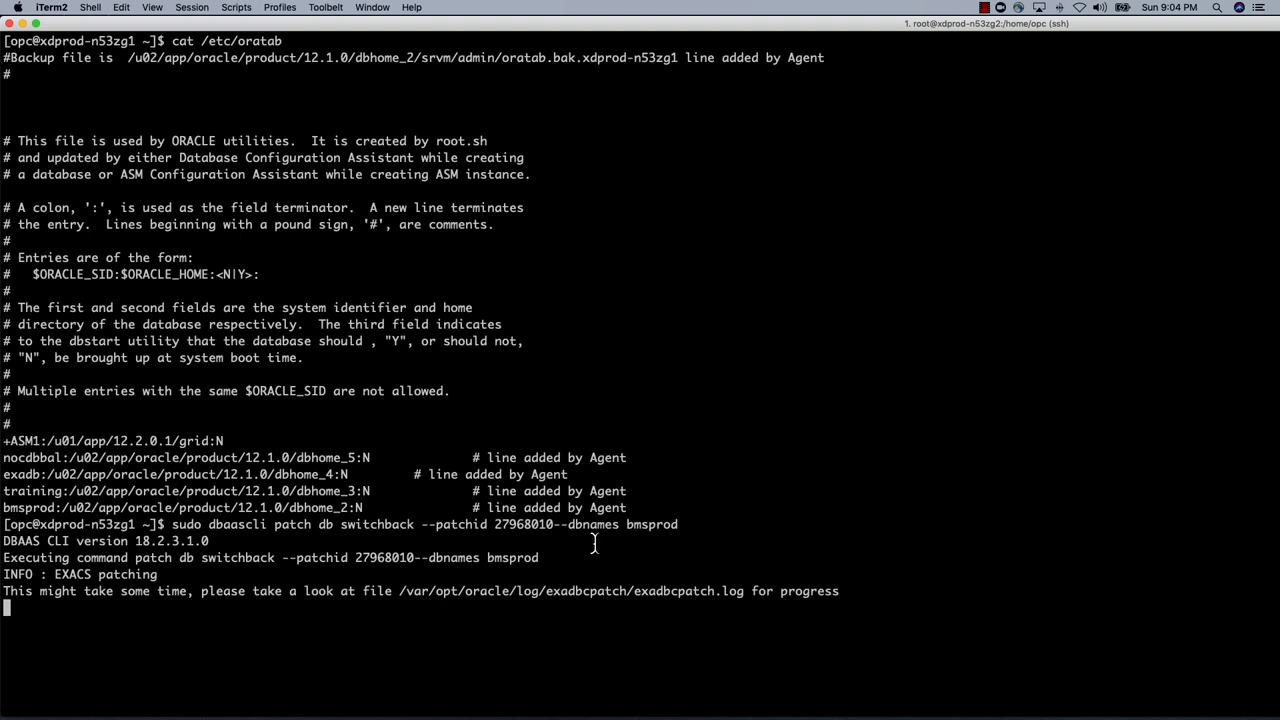 iTerm2 Shell Edit View Session Scripts Profiles Toolbelt Window Help Sun 9:04 PM
1. root@xdprod-n53zg2:/home/opc (ssh)
[opc@xdprod-n53zg1 ~]$ cat /etc/oratab
#Backup file is  /u02/app/oracle/product/12.1.0/dbhome_2/srvm/admin/oratab.bak.xdprod-n53zg1 line added by Agent
#
# This file is used by ORACLE utilities.  It is created by root.sh
# and updated by either Database Configuration Assistant while creating
# a database or ASM Configuration Assistant while creating ASM instance.
# A colon, ':', is used as the field terminator.  A new line terminates
# the entry.  Lines beginning with a pound sign, '#', are comments.
#
# Entries are of the form:
#   $ORACLE_SID:$ORACLE_HOME:<N|Y>:
#
# The first and second fields are the system identifier and home
# directory of the database respectively.  The third field indicates
# to the dbstart utility that the database should , "Y", or should not,
# "N", be brought up at system boot time.
#
# Multiple entries with the same $ORACLE_SID are not allowed.
#
#
+ASM1:/u01/app/12.2.0.1/grid:N
nocdbbal:/u02/app/oracle/product/12.1.0/dbhome_5:N              # line added by Agent
exadb:/u02/app/oracle/product/12.1.0/dbhome_4:N         # line added by Agent
training:/u02/app/oracle/product/12.1.0/dbhome_3:N              # line added by Agent
bmsprod:/u02/app/oracle/product/12.1.0/dbhome_2:N               # line added by Agent
[opc@xdprod-n53zg1 ~]$ sudo dbaascli patch db switchback --patchid 27968010--dbnames bmsprod
DBAAS CLI version 18.2.3.1.0
Executing command patch db switchback --patchid 27968010--dbnames bmsprod
INFO : EXACS patching
This might take some time, please take a look at file /var/opt/oracle/log/exadbcpatch/exadbcpatch.log for progress